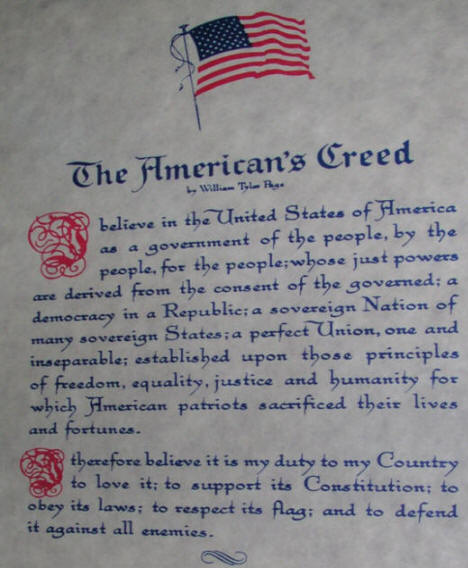 The American's Creed
by William Tyler Page
I believe in the United States of America
as a government of the people, by the
people, for the people; whose just powers
are derived from the consent of the governed; a
democracy in a Republic; a sovereign Nation of
many sovereign States; a perfect Union, one and
inseparable; established upon those principles
of freedom, equality, justice and humanity for
which American patriots sacrificed their lives
and fortunes.
I therefore believe it is my duty to my Country
to love it; to support its Constitution; to
obey its laws; to respect its flag; and to defend
it against all enemies.